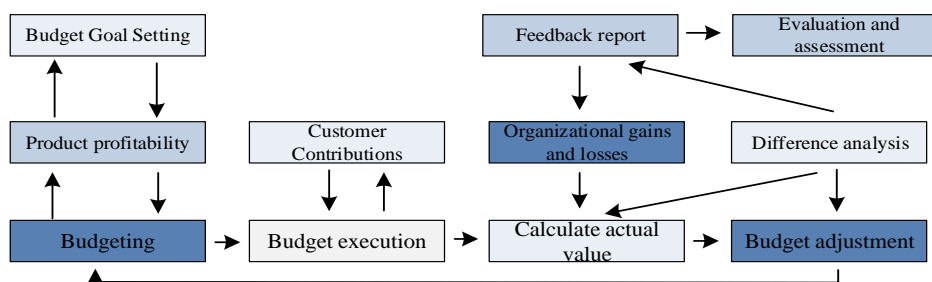 Budget Goal Setting
Feedback report
Evaluation and
assessment
Product profitability
Customer
Contributions
Organizational gains
and losses
Difference analysis
Budgeting
Budget execution
Calculate actual
value
Budget adjustment